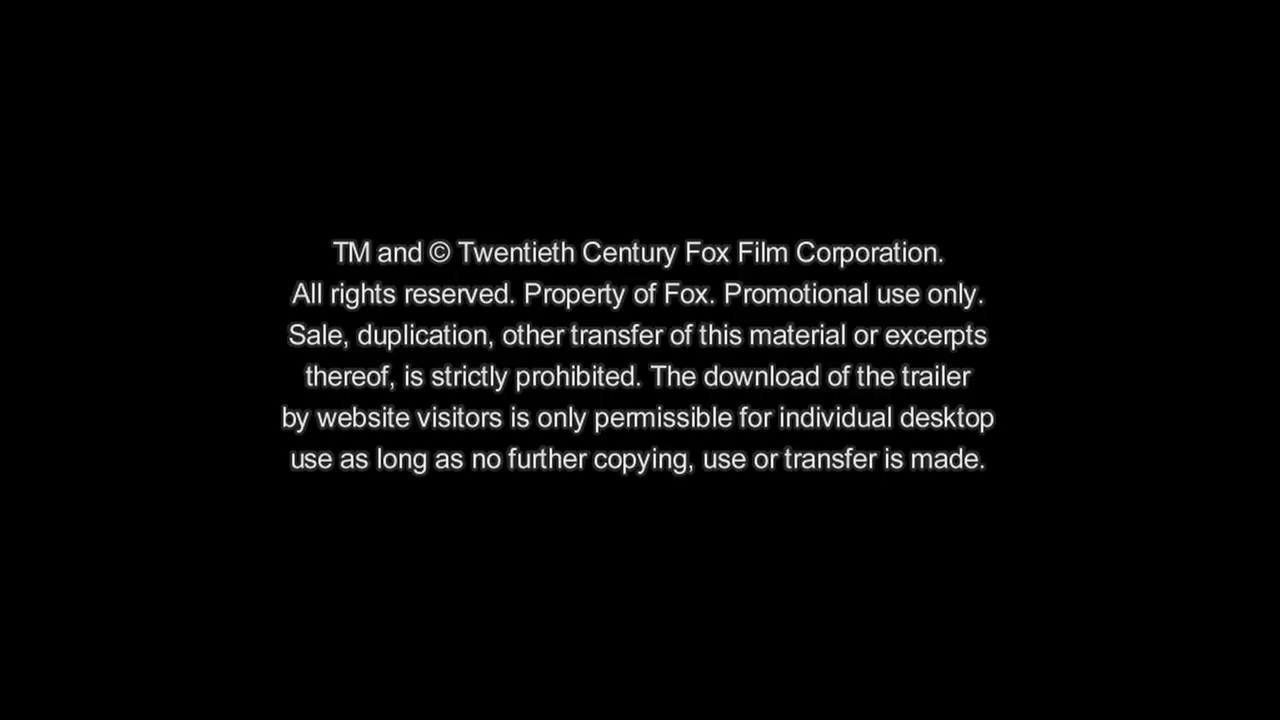 TM and © Twentieth Century Fox Film Corporation.
All rights reserved. Property of Fox. Promotional use only.
Sale, duplication, other transfer of this material or excerpts
thereof, is strictly prohibited. The download of the trailer
by website visitors is only permissible for individual desktop
use as long as no further copying, use or transfer is made.